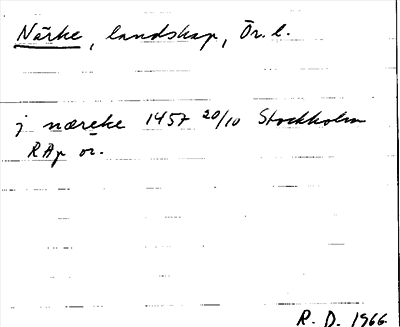 Närke, landskap, Ör. l.
j næreke 1457 20/10 Stockholm
RAp or.
R. D. 1966